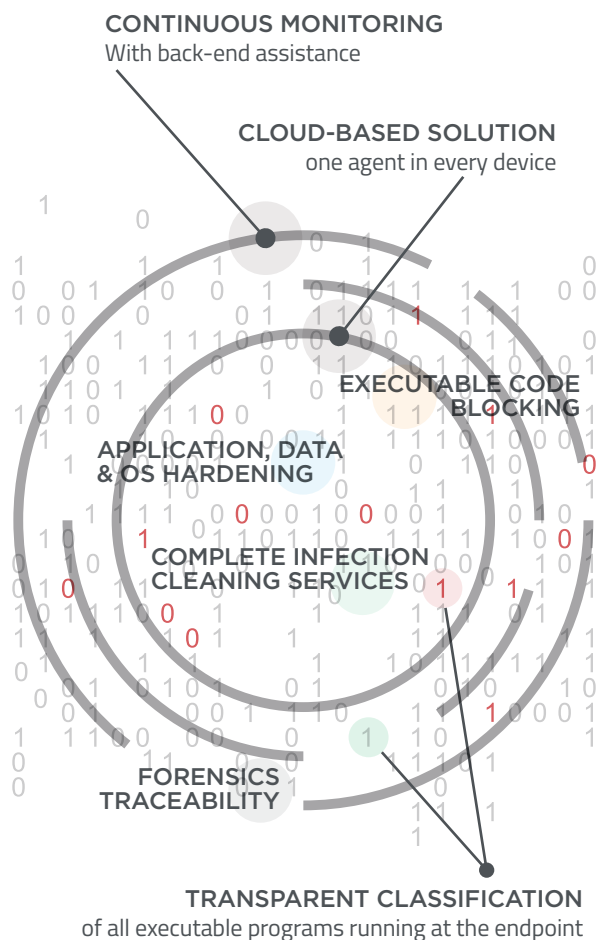 CONTINUOUS MONITORING
With back-end assistance
CLOUD-BASED SOLUTION
one agent in every device
EXECUTABLE CODE
BLOCKING
APPLICATION, DATA
& OS HARDENING
COMPLETE INFECTION
CLEANING SERVICES
FORENSICS
TRACEABILITY
TRANSPARENT CLASSIFICATION
of all executable programs running at the endpoint